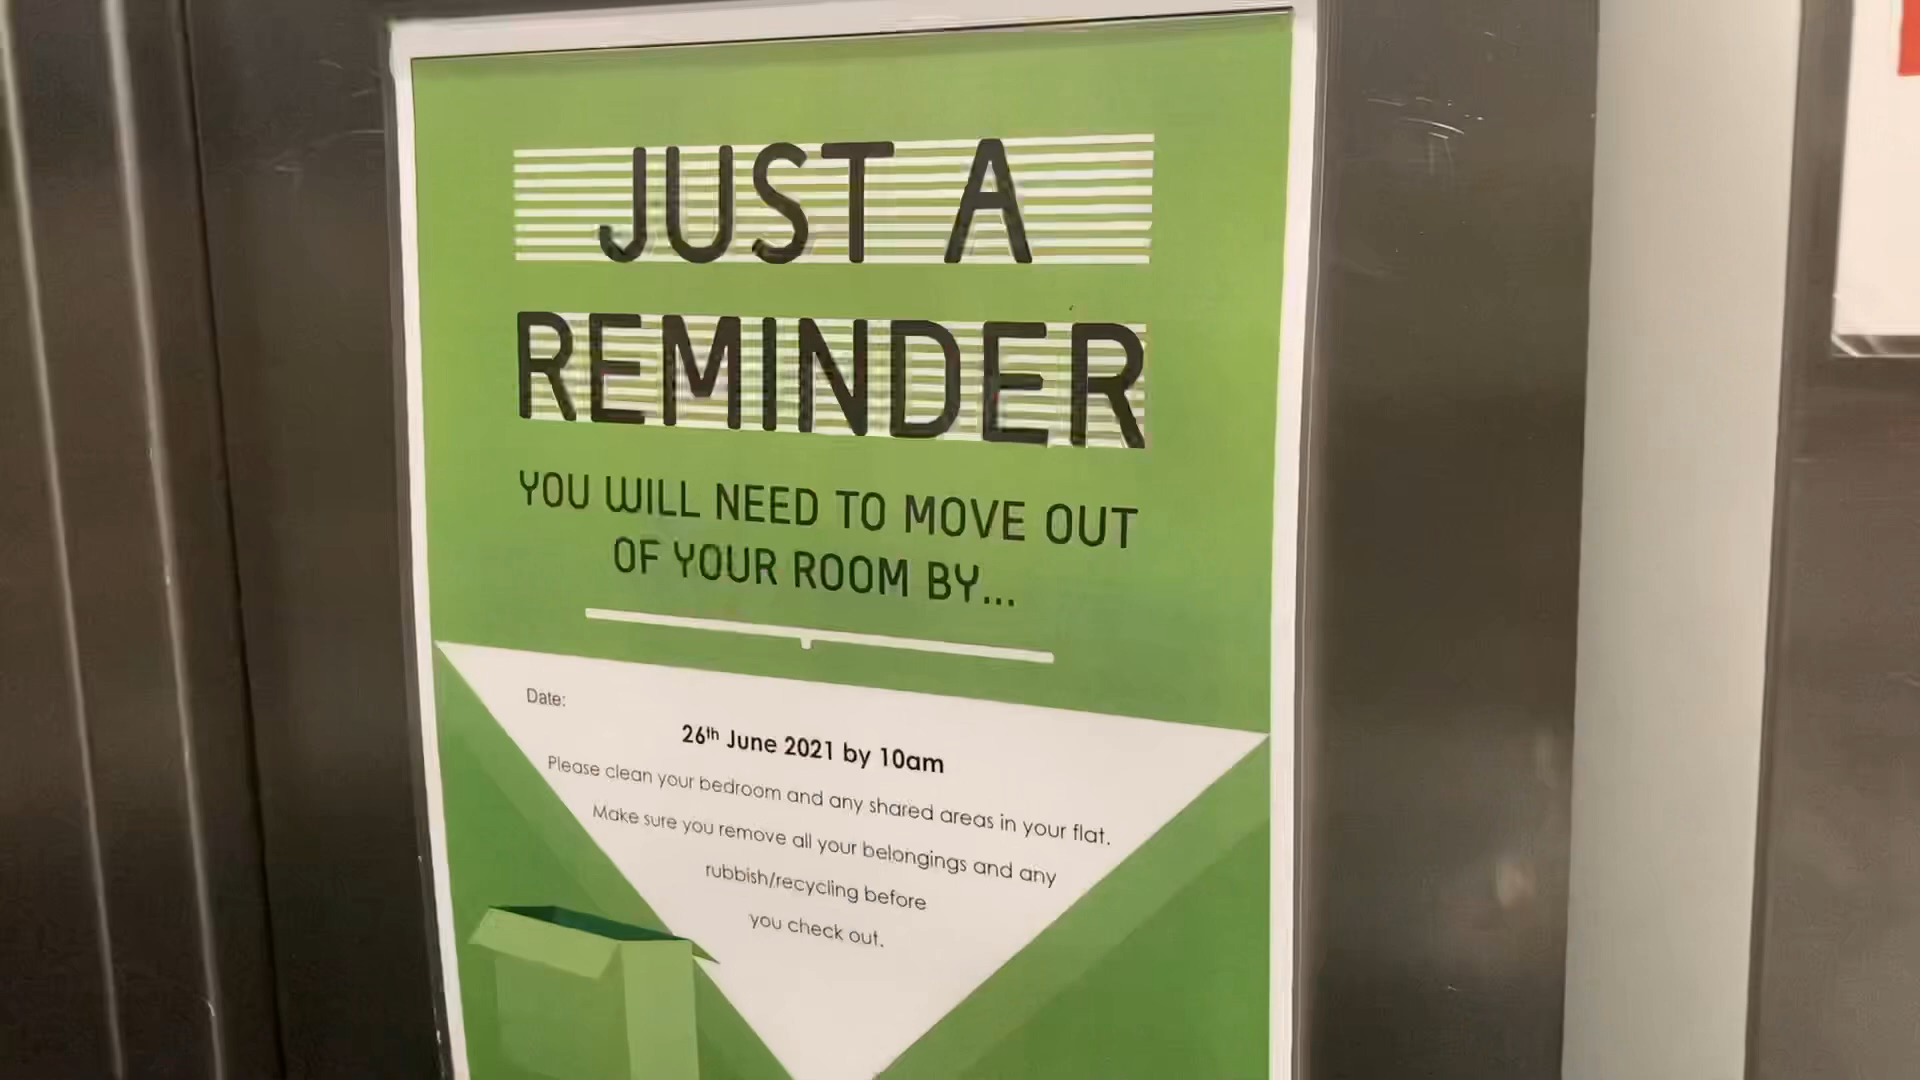 JUST A
REMINDER
YOU WILL NEED TO MOVE OUT
OF YOUR ROOM BY...
Date:
26th June 2021 by 10am
Please clean your bedroom and any shared areas in your flat.
Make sure you remove all your belongings and any
rubbish/recycling before
you check out.